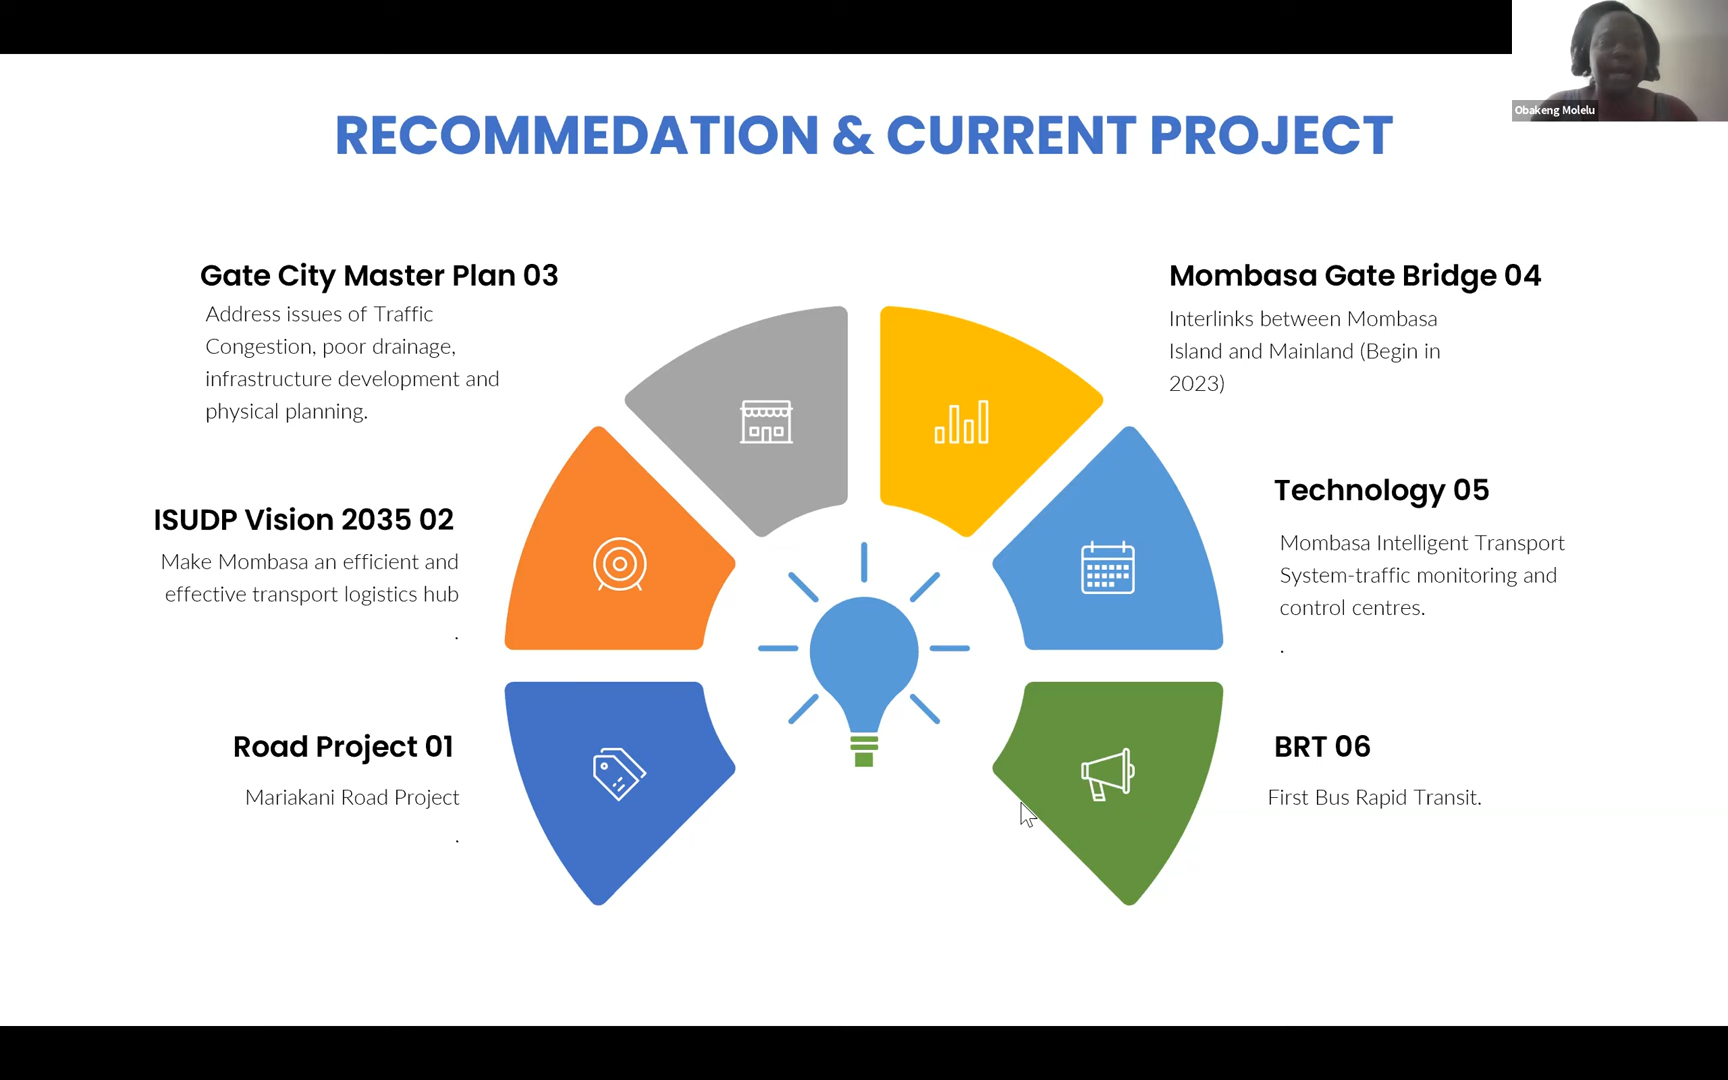 Obakeng Molelu
RECOMMEDATION & CURRENT PROJECT
Gate City Master Plan 03
Address issues of Traffic
Congestion, poor drainage,
infrastructure development and
physical planning.
ISUDP Vision 2035 02
Make Mombasa an efficient and
effective transport logistics hub
.
Road Project 01
Mariakani Road Project
.
Mombasa Gate Bridge 04
Interlinks between Mombasa
Island and Mainland (Begin in
2023)
Technology 05
Mombasa Intelligent Transport
System-traffic monitoring and
control centres.
.
BRT 06
First Bus Rapid Transit.